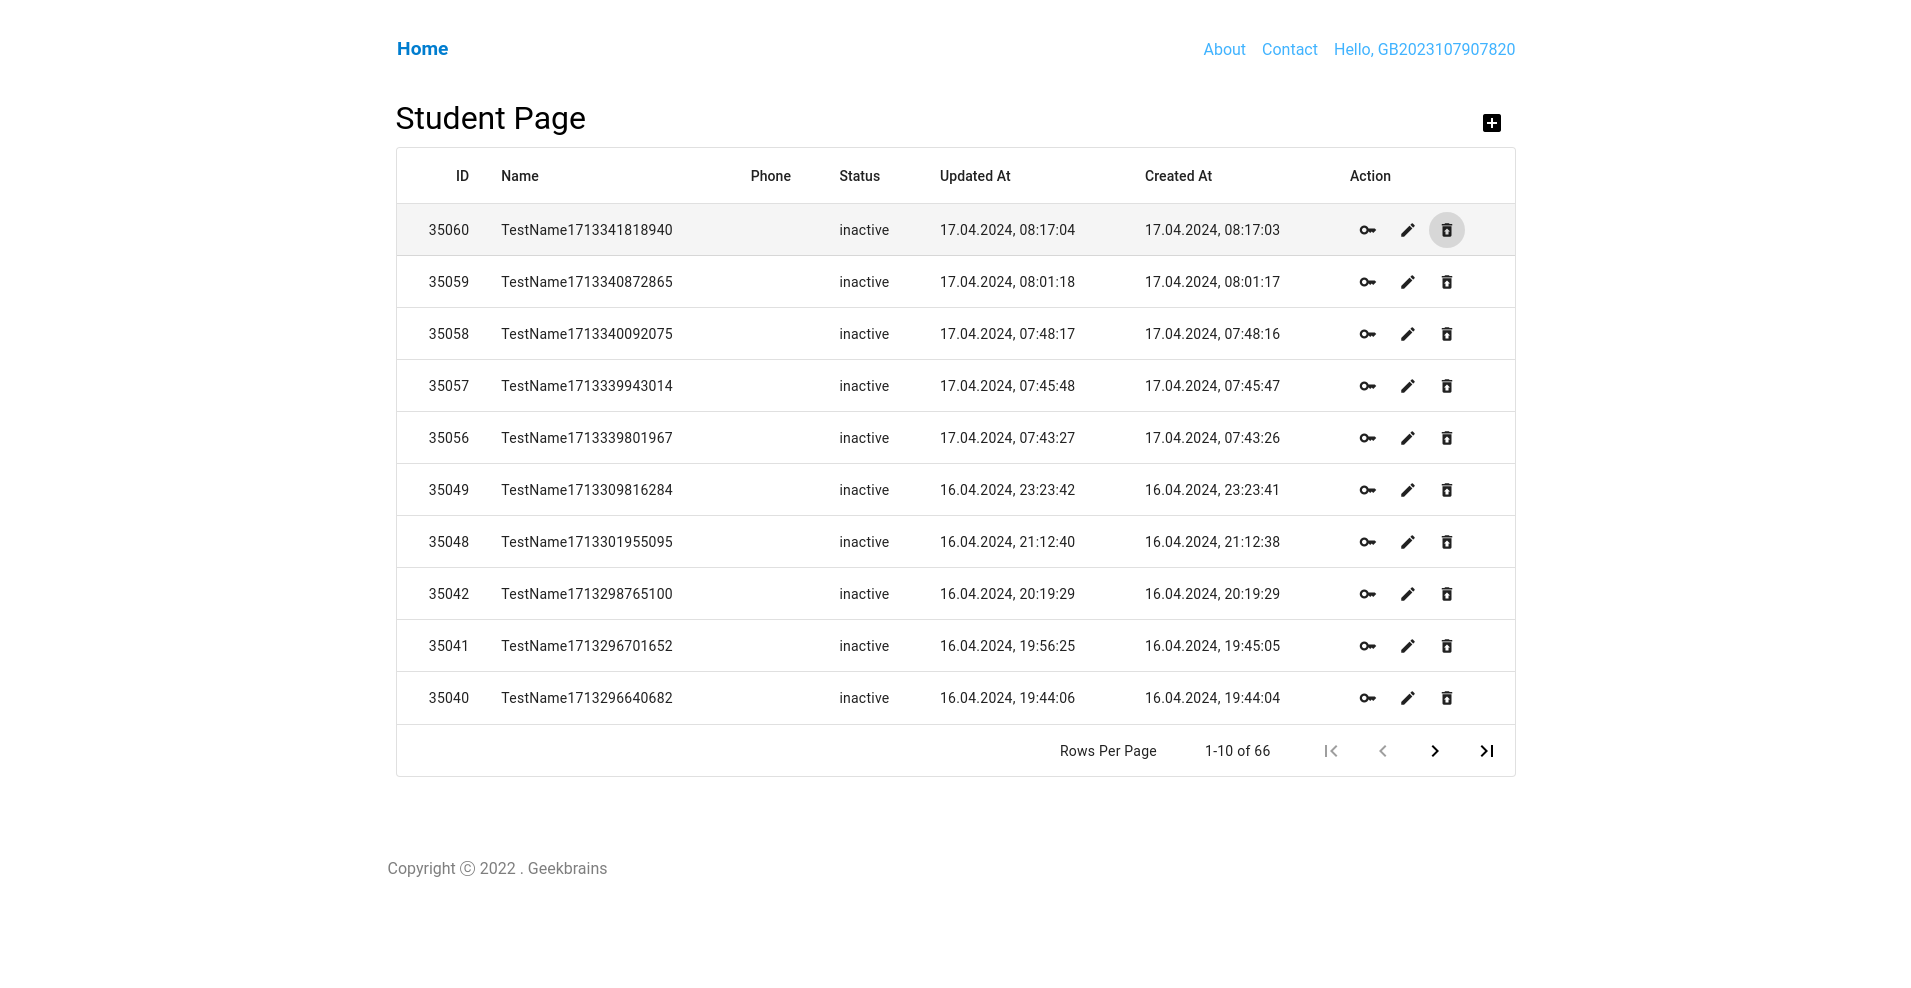 Home About Contact Hello, GB2023107907820
Student Page
ID Name Phone Status Updated At Created At Action
35060 TestName1713341818940 inactive 17.04.2024, 08:17:04 17.04.2024, 08:17:03
35059 TestName1713340872865 inactive 17.04.2024, 08:01:18 17.04.2024, 08:01:17
35058 TestName1713340092075 inactive 17.04.2024, 07:48:17 17.04.2024, 07:48:16
35057 TestName1713339943014 inactive 17.04.2024, 07:45:48 17.04.2024, 07:45:47
35056 TestName1713339801967 inactive 17.04.2024, 07:43:27 17.04.2024, 07:43:26
35049 TestName1713309816284 inactive 16.04.2024, 23:23:42 16.04.2024, 23:23:41
35048 TestName1713301955095 inactive 16.04.2024, 21:12:40 16.04.2024, 21:12:38
35042 TestName1713298765100 inactive 16.04.2024, 20:19:29 16.04.2024, 20:19:29
35041 TestName1713296701652 inactive 16.04.2024, 19:56:25 16.04.2024, 19:45:05
35040 TestName1713296640682 inactive 16.04.2024, 19:44:06 16.04.2024, 19:44:04
Rows Per Page 1-10 of 66
Copyright ⓒ 2022 . Geekbrains